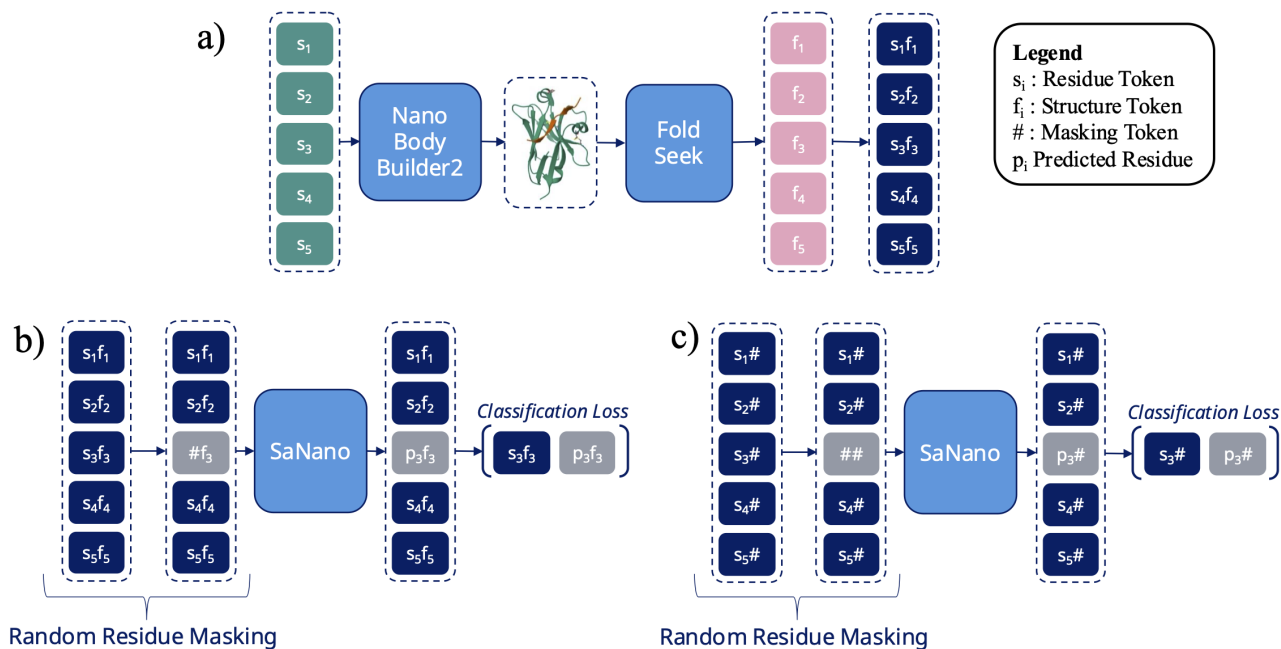 a)
s₁
s₂
s₃
s₄
s₅
Nano
Body
Builder2
Fold
Seek
f₁
f₂
f₃
f₄
f₅
s₁f₁
s₂f₂
s₃f₃
s₄f₄
s₅f₅
Legend
sᵢ : Residue Token
fᵢ : Structure Token
# : Masking Token
pᵢ Predicted Residue
b)
s₁f₁
s₂f₂
s₃f₃
s₄f₄
s₅f₅
s₁f₁
s₂f₂
#f₃
s₄f₄
s₅f₅
SaNano
s₁f₁
s₂f₂
p₃f₃
s₄f₄
s₅f₅
Classification Loss
s₃f₃ p₃f₃
Random Residue Masking
c)
s₁#
s₂#
s₃#
s₄#
s₅#
s₁#
s₂#
##
s₄#
s₅#
SaNano
s₁#
s₂#
p₃#
s₄#
s₅#
Classification Loss
s₃# p₃#
Random Residue Masking